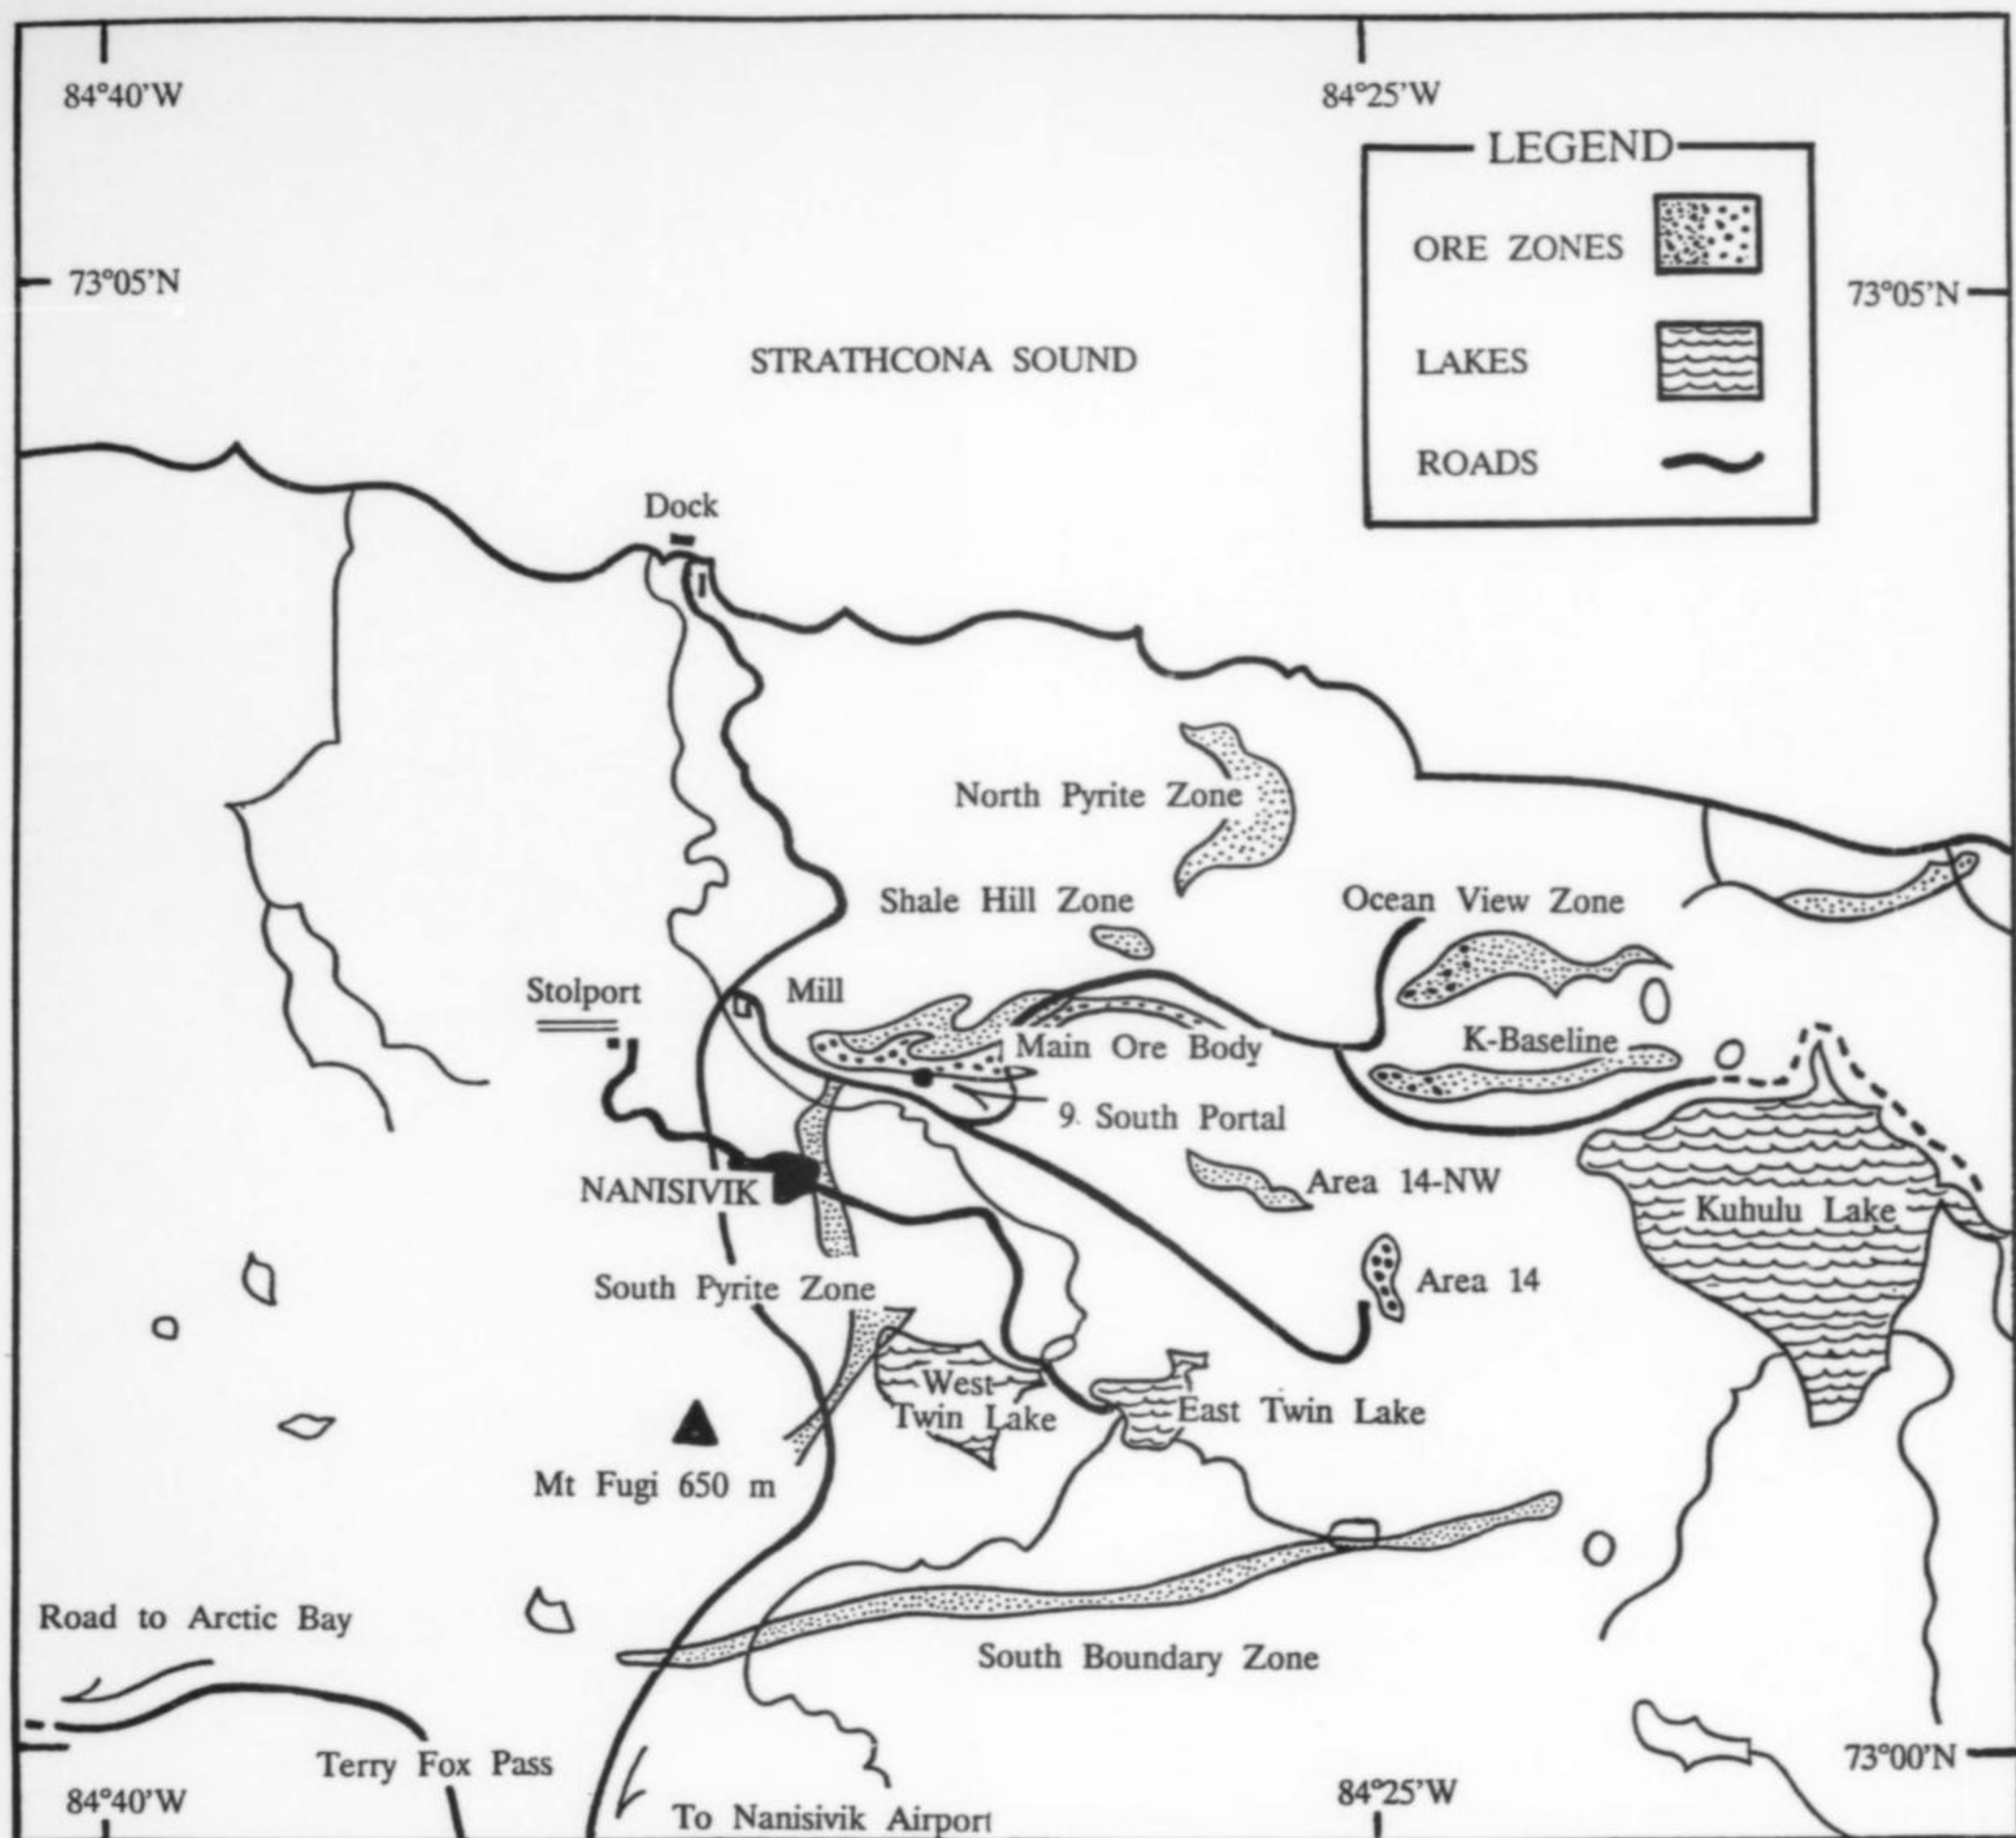 84°40'W
84°25'W
LEGEND
ORE ZONES
73°05'N
73°05'N
STRATHCONA SOUND
LAKES
ROADS
Dock
North Pyrite Zone
Shale Hill Zone
Ocean View Zone
Stolport
Mill
K-Baseline
Main Ore Body
9 South Portal
NANISIVIK
Area 14-NW
Kuhulu Lake
South Pyrite Zone
Area 14
West
Twin Lake
East Twin Lake
Mt Fugi 650 m
Road to Arctic Bay
South Boundary Zone
Terry Fox Pass
73°00'N
84°40'W
84°25'W
To Nanisivik Airport